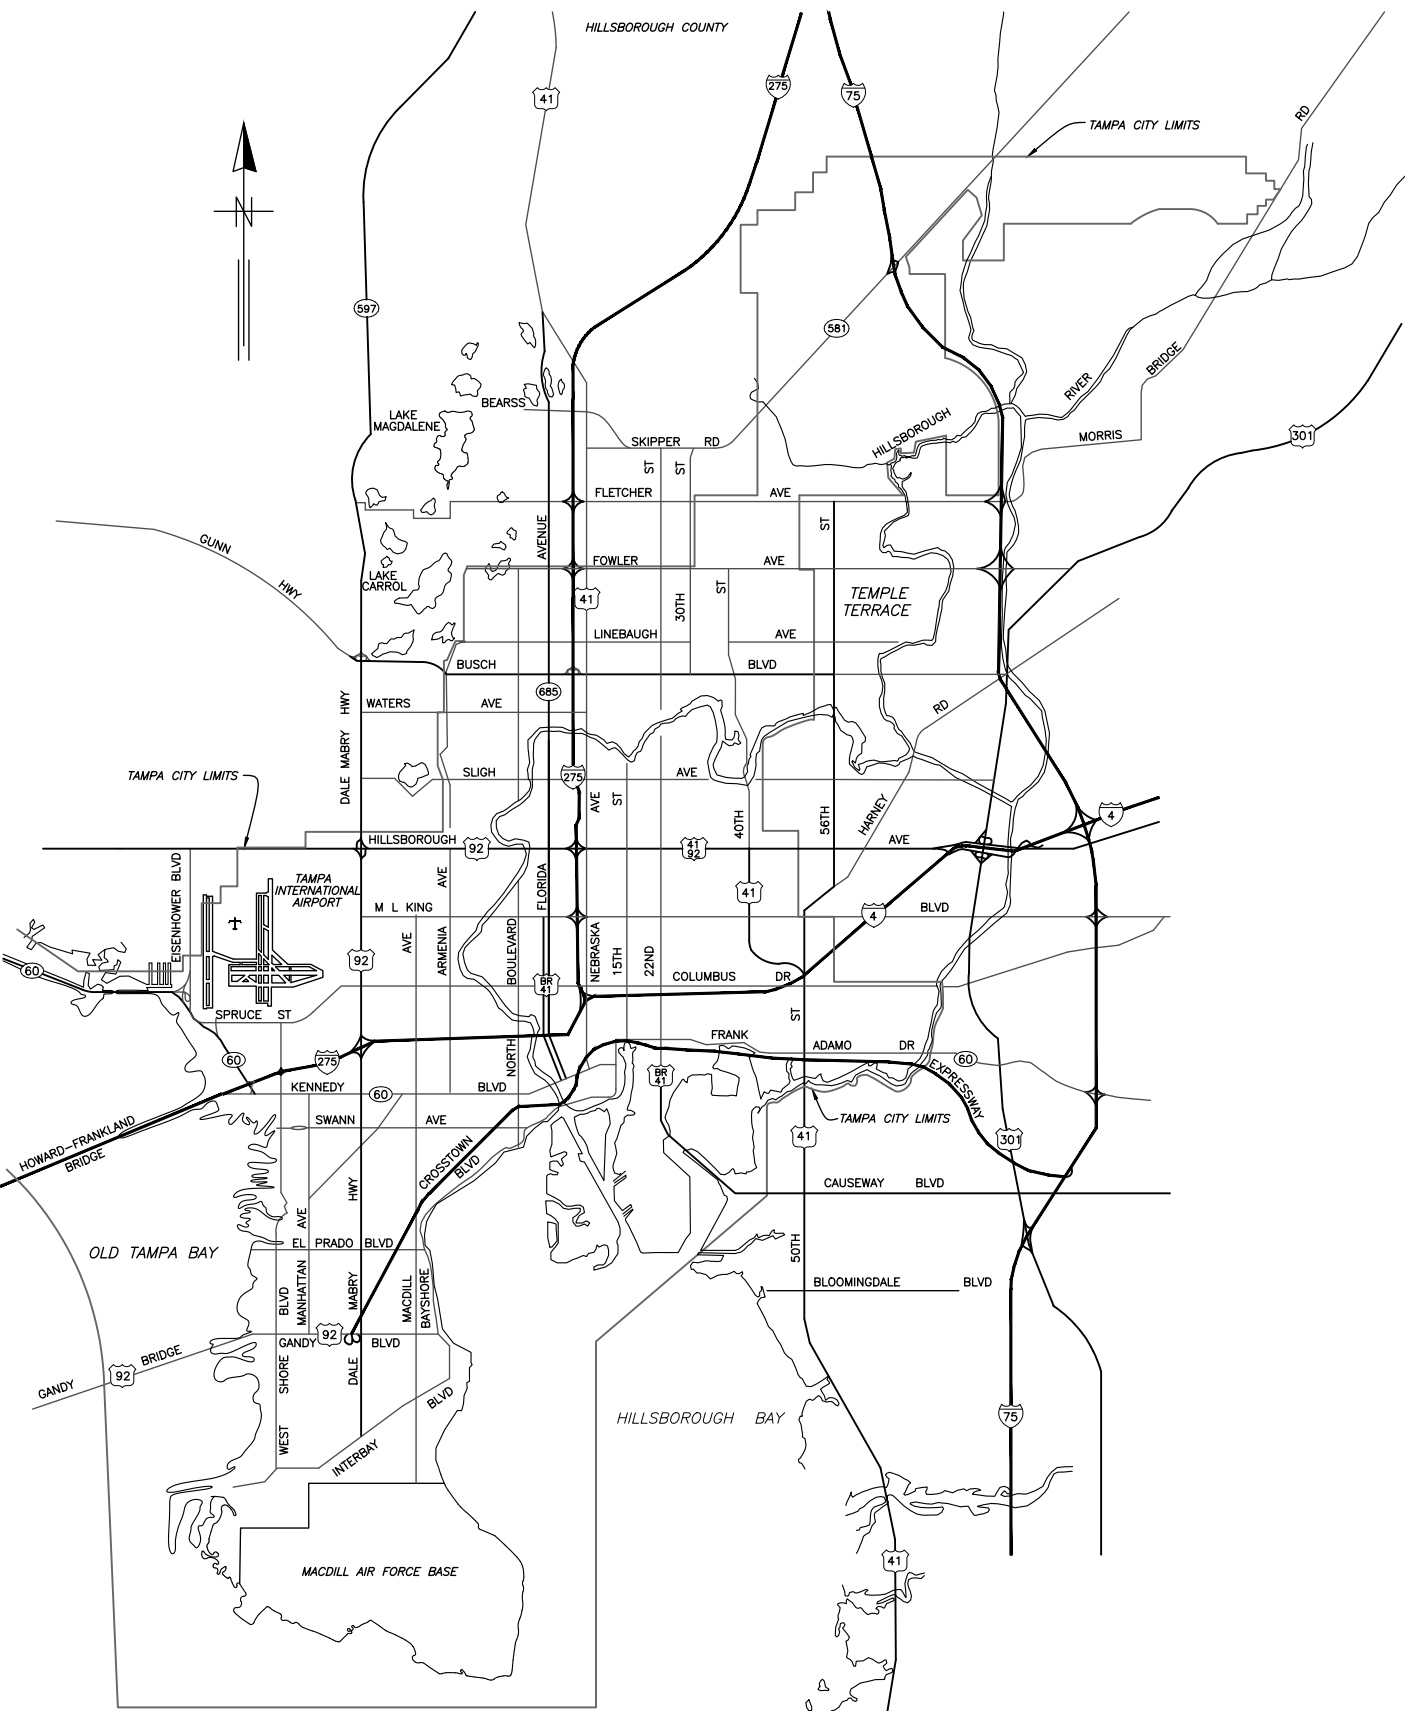 HILLSBOROUGH COUNTY
41
275
75
RD
TAMPA CITY LIMITS
N
597
581
BRIDGE
RIVER
LAKE
MAGDALENE
BEARSS
SKIPPER RD
HILLSBOROUGH
MORRIS
301
ST
ST
FLETCHER AVE
AVENUE
ST
GUNN
HWY
FOWLER AVE
LAKE
CARROL
41
30TH
ST
TEMPLE
TERRACE
LINEBAUGH AVE
BUSCH BLVD
685
WATERS AVE
RD
DALE MABRY HWY
TAMPA CITY LIMITS
SLIGH AVE
275
AVE
ST
40TH
56TH
HARNEY
4
HILLSBOROUGH
92
41
92
AVE
EISENHOWER BLVD
TAMPA
INTERNATIONAL
AIRPORT
AVE
FLORIDA
41
M L KING BLVD
4
AVE
ARMENIA
BOULEVARD
NEBRASKA
15TH
22ND
60
92
BR
41
COLUMBUS DR
SPRUCE ST
ST
FRANK
ADAMO DR
60
60
275
NORTH
BR
41
EXPRESSWAY
KENNEDY
60
BLVD
SWANN AVE
TAMPA CITY LIMITS
HOWARD-FRANKLAND
BRIDGE
CROSSTOWN
BLVD
41
301
HWY
CAUSEWAY BLVD
AVE
OLD TAMPA BAY
EL PRADO BLVD
50TH
BLVD
MANHATTAN
MABRY
MACDILL
BAYSHORE
BLOOMINGDALE BLVD
GANDY
92
BLVD
GANDY
92
BRIDGE
SHORE
DALE
BLVD
HILLSBOROUGH BAY
75
WEST
INTERBAY
MACDILL AIR FORCE BASE
41